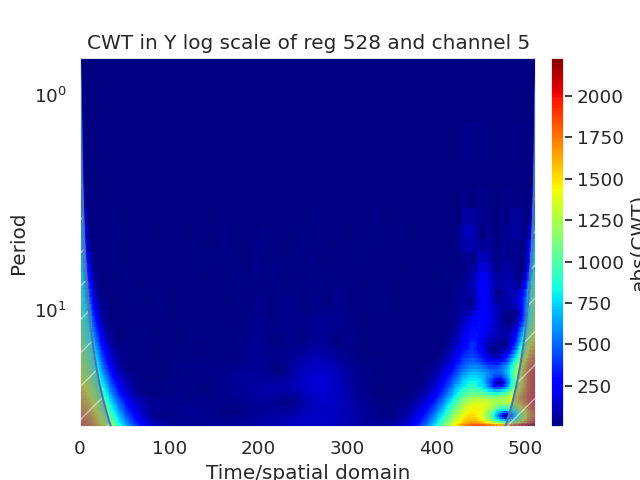 CWT in Y log scale of reg 528 and channel 5
10⁰
10¹
Period
0 100 200 300 400 500
Time/spatial domain
2000
1750
1500
1250
1000
750
500
250
abs(CWT)